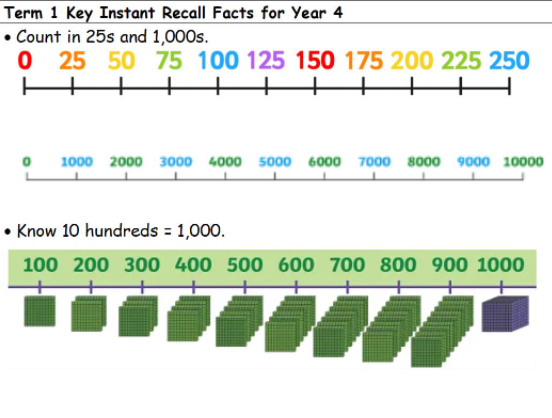 Term 1 Key Instant Recall Facts for Year 4
• Count in 25s and 1,000s.
0 25 50 75 100 125 150 175 200 225 250
0 1000 2000 3000 4000 5000 6000 7000 8000 9000 10000
• Know 10 hundreds = 1,000.
100 200 300 400 500 600 700 800 900 1000